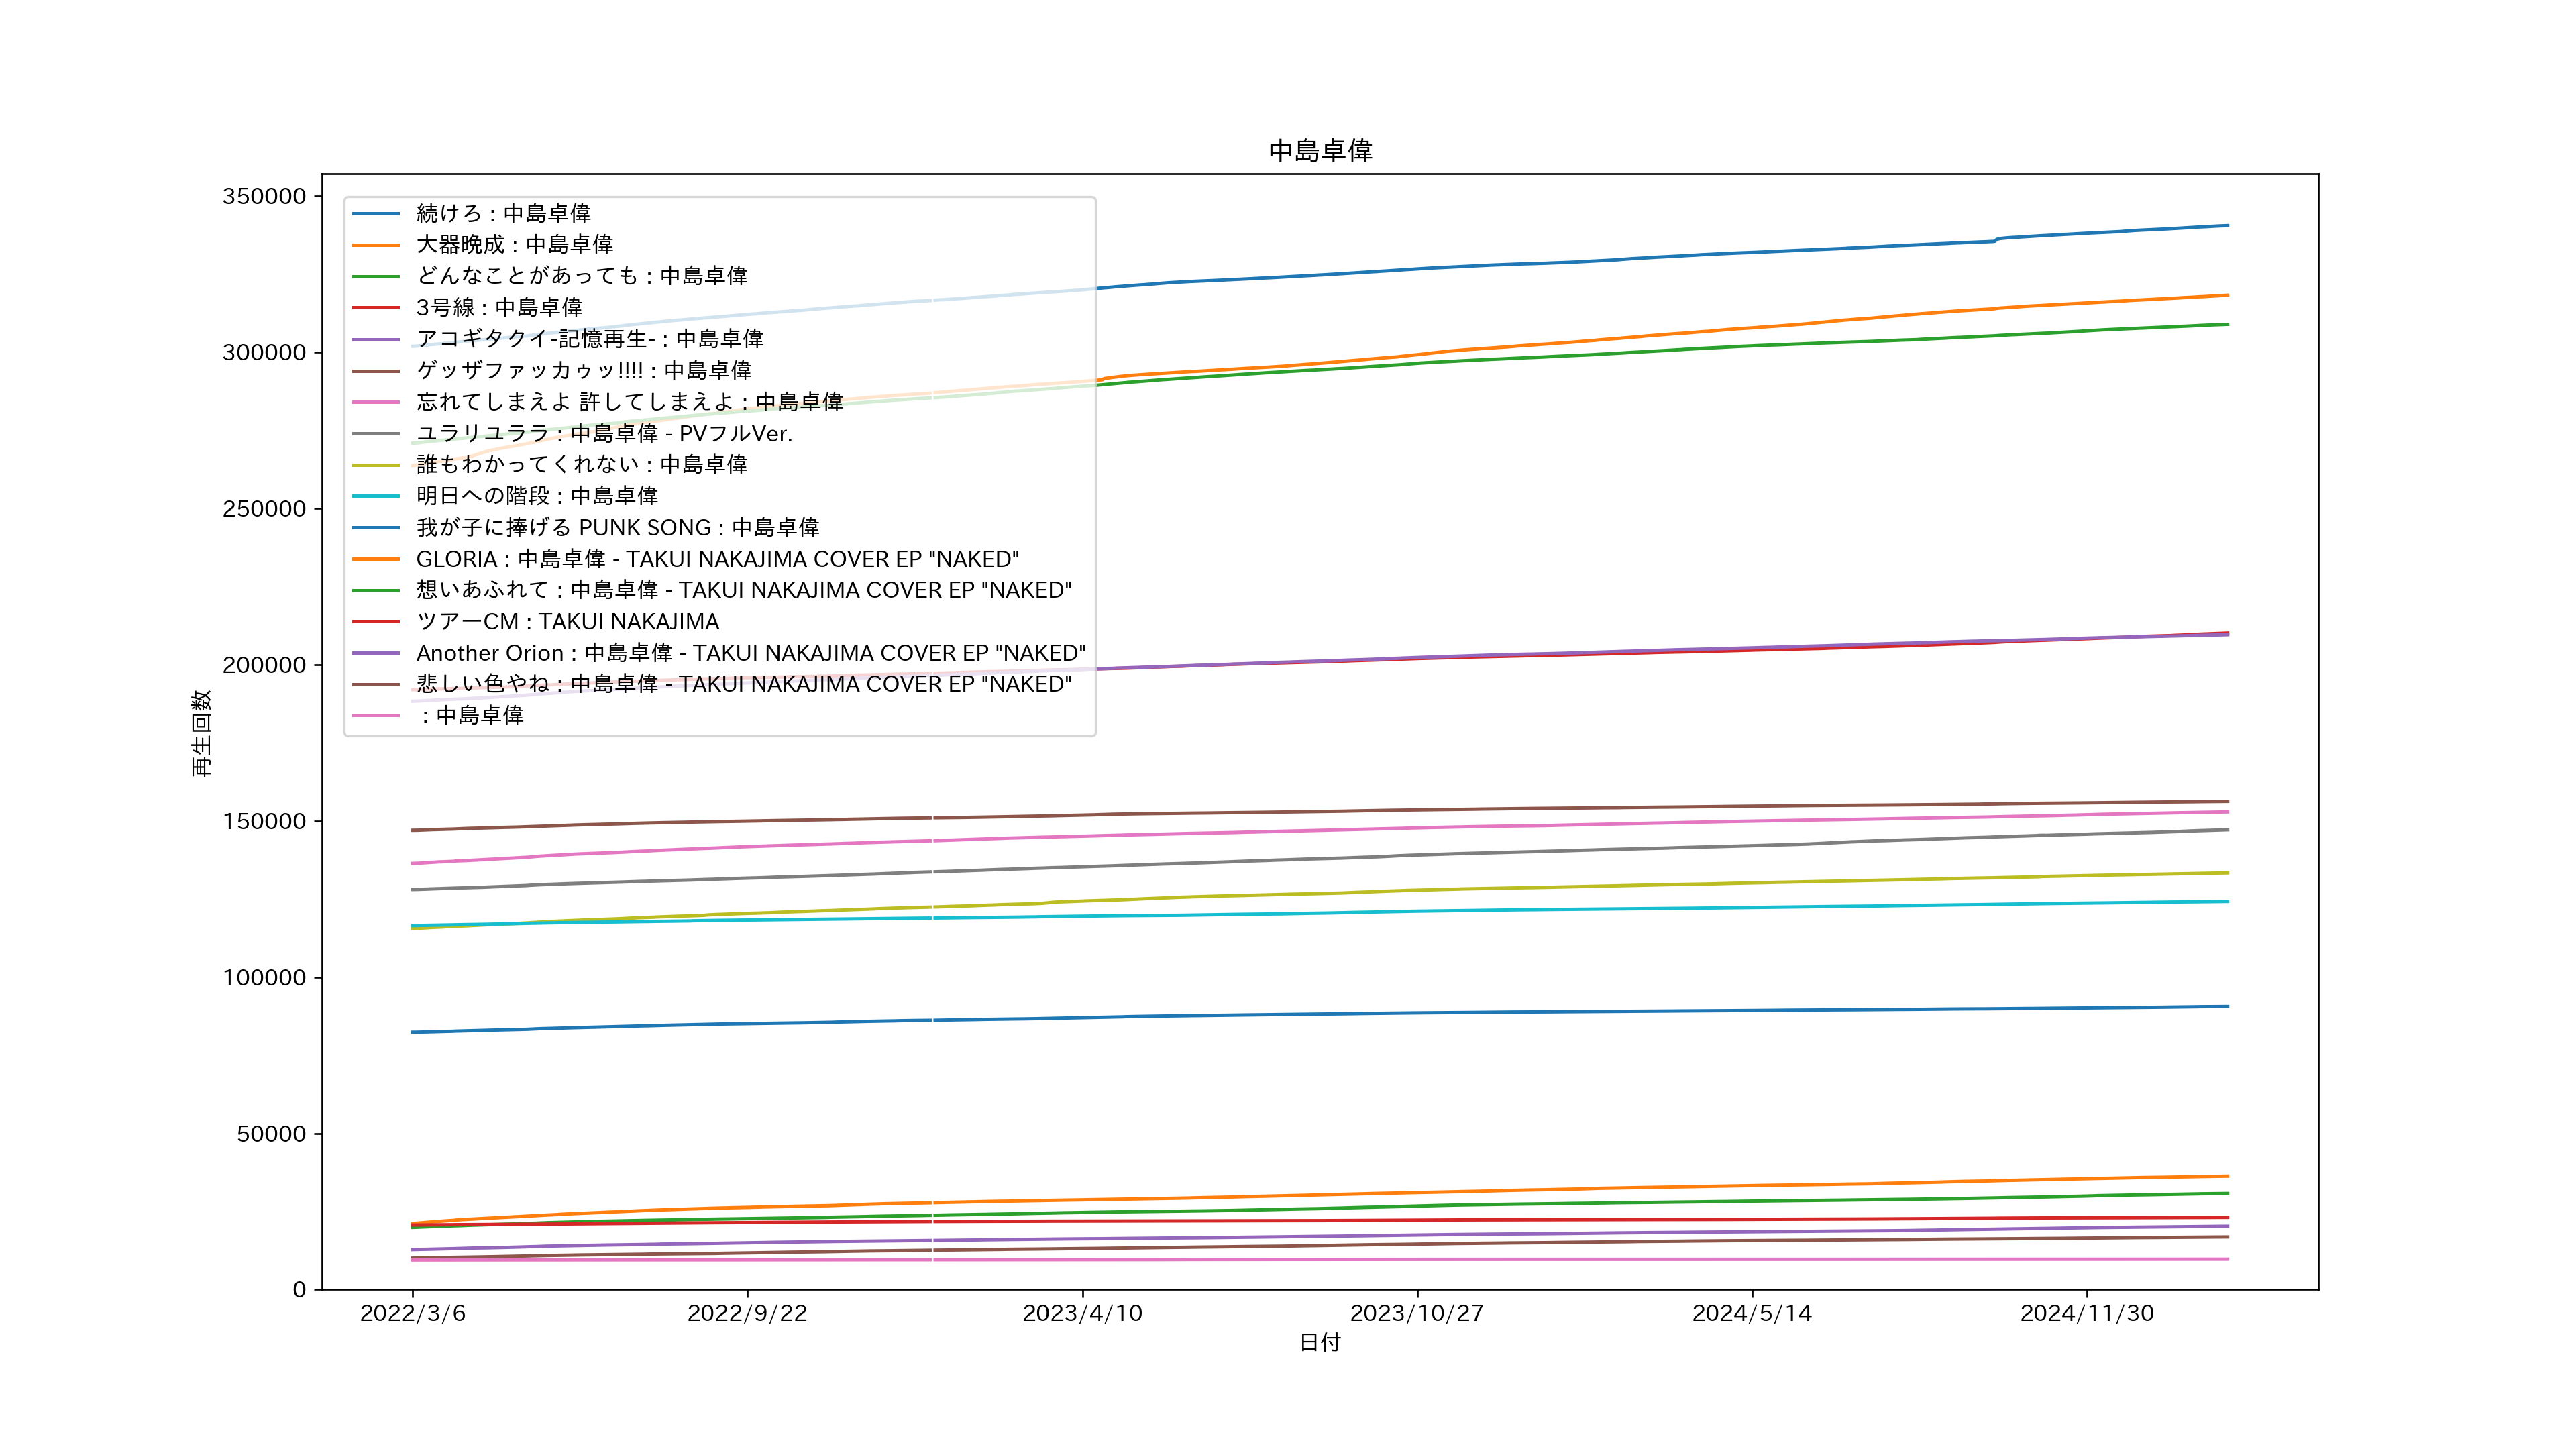 中島卓偉
350000
300000
250000
200000
150000
100000
50000
0
再生回数
続けろ : 中島卓偉
大器晩成 : 中島卓偉
どんなことがあっても : 中島卓偉
3号線 : 中島卓偉
アコギタクイ-記憶再生- : 中島卓偉
ゲッザファッカゥッ!!!! : 中島卓偉
忘れてしまえよ 許してしまえよ : 中島卓偉
ユラリユララ : 中島卓偉 - PVフルVer.
誰もわかってくれない : 中島卓偉
明日への階段 : 中島卓偉
我が子に捧げる PUNK SONG : 中島卓偉
GLORIA : 中島卓偉 - TAKUI NAKAJIMA COVER EP "NAKED"
想いあふれて : 中島卓偉 - TAKUI NAKAJIMA COVER EP "NAKED"
ツアーCM : TAKUI NAKAJIMA
Another Orion : 中島卓偉 - TAKUI NAKAJIMA COVER EP "NAKED"
悲しい色やね : 中島卓偉 - TAKUI NAKAJIMA COVER EP "NAKED"
: 中島卓偉
2022/3/6
2022/9/22
2023/4/10
2023/10/27
2024/5/14
2024/11/30
日付